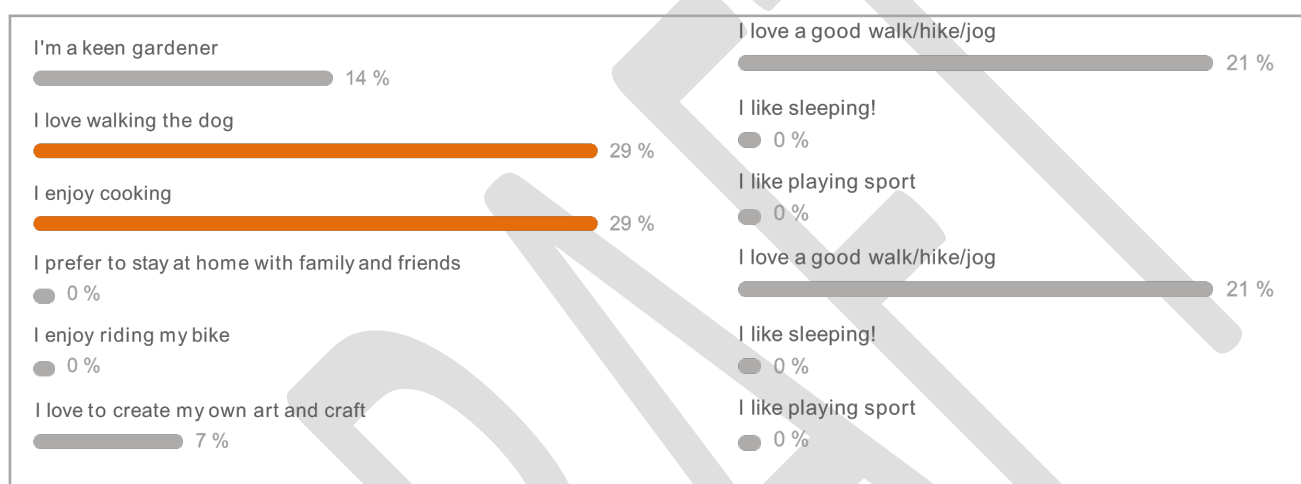 I'm a keen gardener
14 %
I love walking the dog
29 %
I enjoy cooking
29 %
I prefer to stay at home with family and friends
0 %
I enjoy riding my bike
0 %
I love to create my own art and craft
7 %
I love a good walk/hike/jog
21 %
I like sleeping!
0 %
I like playing sport
0 %
I love a good walk/hike/jog
21 %
I like sleeping!
0 %
I like playing sport
0 %